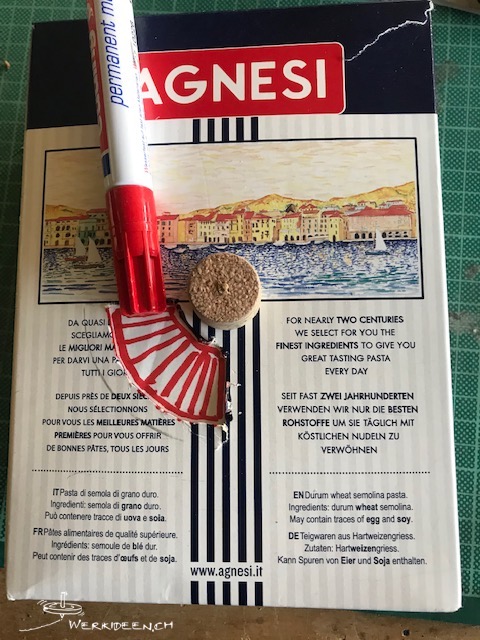 permanent ma
AGNESI
DA QUASI
SCEGLIAMO
LE MIGLIORI MA
PER DARVI UNA PA
TUTTI I GIOR
FOR NEARLY TWO CENTURIES
WE SELECT FOR YOU THE
FINEST INGREDIENTS TO GIVE YOU
GREAT TASTING PASTA
EVERY DAY
DEPUIS PRÈS DE DEUX SIÈC
NOUS SÉLECTIONNONS
POUR VOUS LES MEILLEURES MATIÈRES
PREMIÈRES POUR VOUS OFFRIR
DE BONNES PÂTES, TOUS LES JOURS
SEIT FAST ZWEI JAHRHUNDERTEN
VERWENDEN WIR NUR DIE BESTEN
ROHSTOFFE UM SIE TÄGLICH MIT
KÖSTLICHEN NUDELN ZU
VERWÖHNEN
IT Pasta di semola di grano duro.
Ingredienti: semola di grano duro.
Può contenere tracce di uova e soia.
FR Pâtes alimentaires de qualité supérieure.
Ingrédients: semoule de blé dur.
Peut contenir des traces d'œufs et de soja.
EN Durum wheat semolina pasta.
Ingredients: durum wheat semolina.
May contain traces of egg and soy.
DE Teigwaren aus Hartweizengriess.
Zutaten: Hartweizengriess.
Kann Spuren von Eier und Soja enthalten.
www.agnesi.it
WERKIDEEN.CH